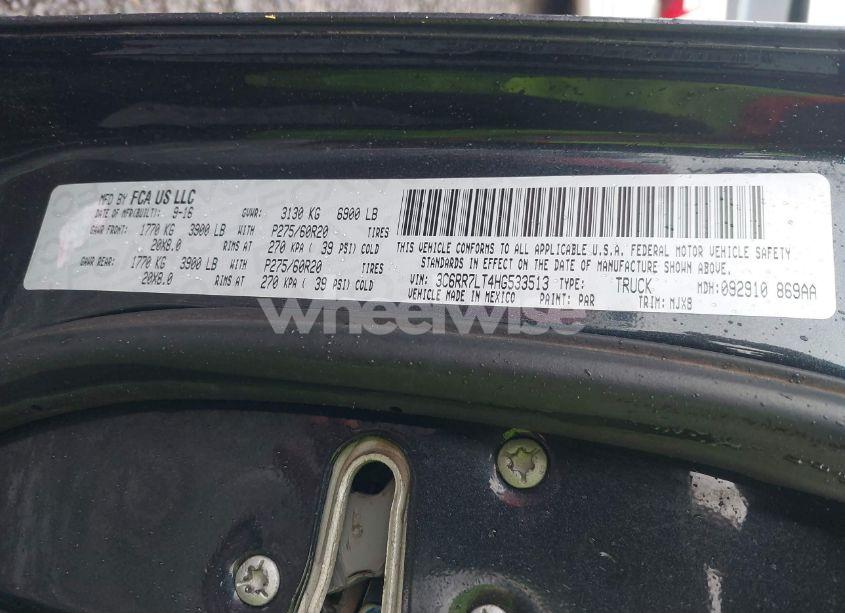 MFD BY FCA US LLC
DATE OF MFR(BUILT): 9-16 GVWR: 3130 KG 6900 LB
GAWR FRONT: 1770 KG 3900 LB WITH P275/60R20 TIRES
20X8.0 RIMS AT 270 KPA ( 39 PSI) COLD
GAWR REAR: 1770 KG 3900 LB WITH P275/60R20 TIRES
20X8.0 RIMS AT 270 KPA ( 39 PSI) COLD
THIS VEHICLE CONFORMS TO ALL APPLICABLE U.S.A. FEDERAL MOTOR VEHICLE SAFETY
STANDARDS IN EFFECT ON THE DATE OF MANUFACTURE SHOWN ABOVE.
VIN: 3C6RR7LT4HG533513 TYPE: TRUCK MDH:092910 869AA
VEHICLE MADE IN MEXICO PAINT: PAR TRIM: MJX8
wheelwise